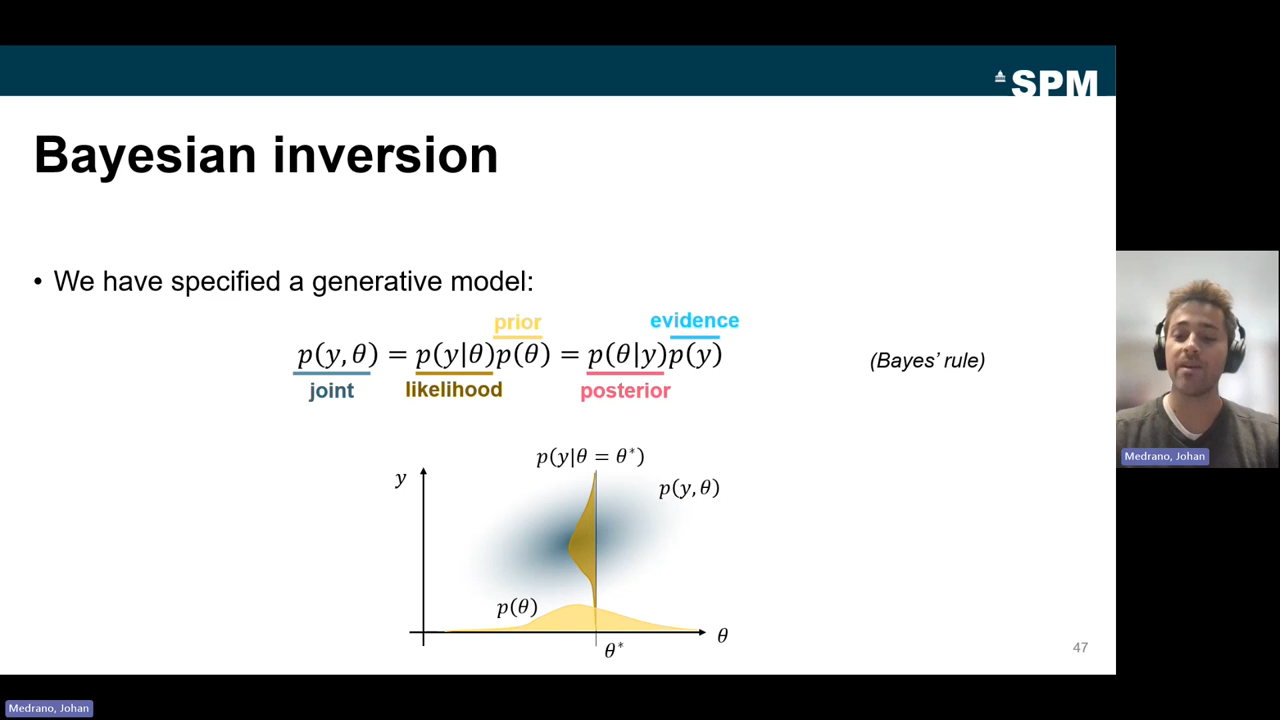 SPM
Bayesian inversion
• We have specified a generative model:
prior
evidence
p(y, θ) = p(y|θ)p(θ) = p(θ|y)p(y)
(Bayes’ rule)
joint
likelihood
posterior
p(y|θ = θ*)
y
p(y, θ)
p(θ)
θ
θ*
47
Medrano, Johan
Medrano, Johan